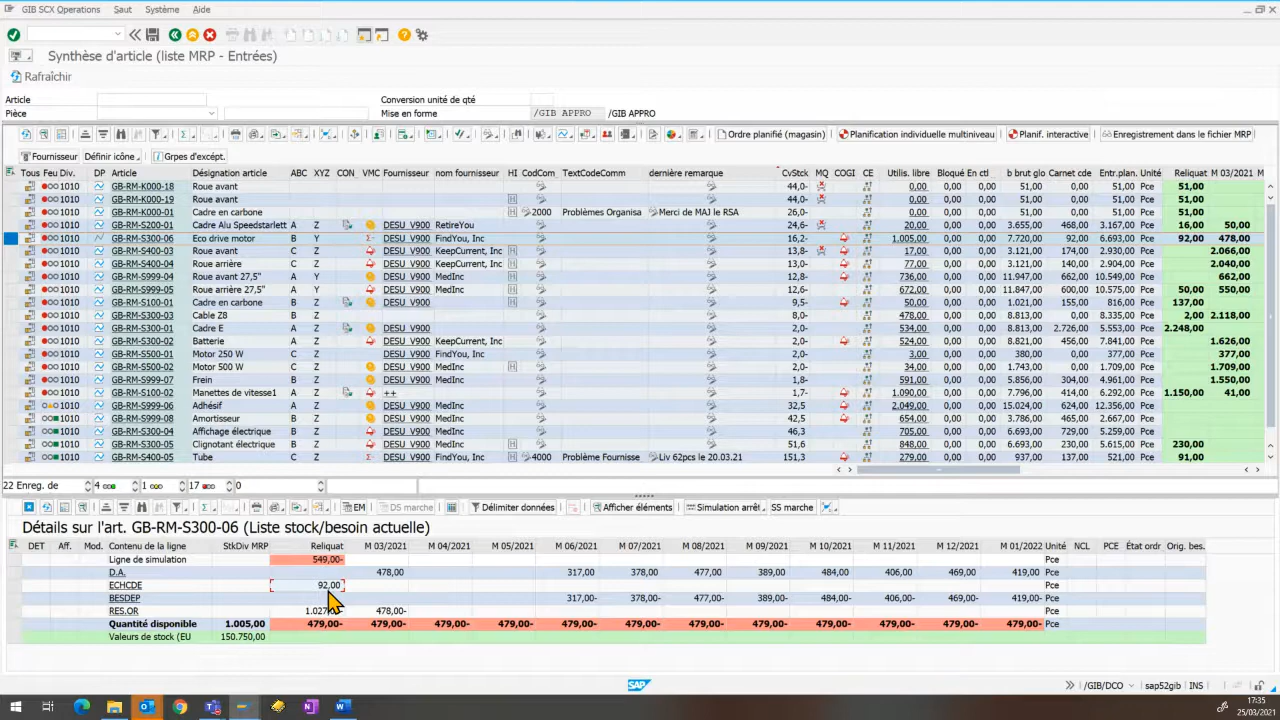 GIB SCX Operations Saut Système Aide
Synthèse d'article (liste MRP - Entrées)
Rafraîchir
Article Conversion unité de qté
Pièce Mise en forme /GIB APPRO /GIB APPRO
Ordre planifié (magasin) Planification individuelle multiniveau Planif. interactive Enregistrement dans le fichier MRP
Fournisseur Définir icône Grpes d'excépt.
Tous Feu Div. DP Article Désignation article ABC XYZ CON VMC Fournisseur nom fournisseur HI CodCom TextCodeComm dernière remarque CvStck MQ COGI CE Utilis. libre Bloqué En ctl b brut glo Carnet cde Entr.plan. Unité Reliquat M 03/2021 M
1010 GB-RM-K000-18 Roue avant H 44,0- 0,00 0,00 0,00 51,00 0,00 51,00 Pce 51,00
1010 GB-RM-K000-19 Roue avant H 44,0- 0,00 0,00 0,00 51,00 0,00 51,00 Pce 51,00
1010 GB-RM-K000-01 Cadre en carbone H 2000 Problèmes Organisa Merci de MAJ le RSA 26,0- 0,00 0,00 0,00 51,00 0,00 51,00 Pce 51,00
1010 GB-RM-S200-01 Cadre Alu Speedstarlett A Z DESU_V900 RetireYou 22,6- 20,00 0,00 0,00 3.655,00 468,00 3.167,00 Pce 16,00 50,00
1010 GB-RM-S300-06 Eco drive motor B Y Σ- DESU_V900 FindYou, Inc 16,2- 1.005,00 0,00 0,00 7.720,00 92,00 6.693,00 Pce 92,00 478,00
1010 GB-RM-S400-03 Roue avant C Z DESU_V900 KeepCurrent, Inc H 13,8- 17,00 0,00 0,00 3.121,00 174,00 2.930,00 Pce 2.066,00
1010 GB-RM-S400-04 Roue arrière C Z DESU_V900 KeepCurrent, Inc H 13,0- 77,00 0,00 0,00 3.121,00 140,00 2.904,00 Pce 2.040,00
1010 GB-RM-S999-04 Roue avant 27,5" A Y DESU_V900 MedInc H 12,8- 736,00 0,00 0,00 11.947,00 662,00 10.549,00 Pce 662,00
1010 GB-RM-S999-05 Roue arrière 27,5" A Y DESU_V900 MedInc H 12,6- 672,00 0,00 0,00 11.947,00 662,00 10.575,00 Pce 50,00 550,00
1010 GB-RM-S100-01 Cadre en carbone B Z DESU_V900 H 9,5- 50,00 0,00 0,00 1.021,00 155,00 816,00 Pce 137,00
1010 GB-RM-S300-03 Cable Z8 B Z 8,0- 478,00 0,00 0,00 8.813,00 0,00 8.335,00 Pce 2,00 2.118,00
1010 GB-RM-S300-01 Cadre E A Z DESU_V900 2,0- 534,00 0,00 0,00 8.813,00 2.726,00 5.553,00 Pce 2.248,00
1010 GB-RM-S300-02 Batterie A Z DESU_V900 KeepCurrent, Inc 2,0- 524,00 0,00 0,00 8.821,00 456,00 7.841,00 Pce 1.626,00
1010 GB-RM-S500-01 Motor 250 W C Z FindYou, Inc 2,0- 3,00 0,00 0,00 380,00 0,00 377,00 Pce 377,00
1010 GB-RM-S500-02 Motor 500 W C Z DESU_V900 MedInc H 2,0- 34,00 0,00 0,00 1.743,00 0,00 1.709,00 Pce 1.709,00
1010 GB-RM-S999-07 Frein B Z DESU_V900 MedInc 1,8- 591,00 0,00 0,00 5.856,00 304,00 4.961,00 Pce 1.550,00
1010 GB-RM-S100-02 Manettes de vitesse1 A Z ++ 1,7- 1.090,00 0,00 0,00 7.796,00 414,00 6.292,00 Pce 1.150,00 41,00
1010 GB-RM-S999-06 Adhésif A Z DESU_V900 MedInc 32,5 2.049,00 0,00 0,00 15.024,00 624,00 12.356,00 Pce
1010 GB-RM-S999-08 Amortisseur B Z DESU_V900 MedInc 42,5 654,00 0,00 0,00 3.786,00 465,00 2.667,00 Pce
1010 GB-RM-S300-04 Affichage électrique B Z DESU_V900 46,3 705,00 0,00 0,00 6.693,00 779,00 5.259,00 Pce
1010 GB-RM-S300-05 Clignotant électrique B Z DESU_V900 MedInc H 51,6 848,00 0,00 0,00 6.693,00 230,00 5.615,00 Pce 230,00
1010 GB-RM-S400-05 Tube C Z Σ- DESU_V900 FindYou, Inc H 4000 Problème Fournisse Liv 62pcs le 20.03.21 151,3 279,00 0,00 0,00 937,00 137,00 521,00 Pce 91,00
22 Enreg. de 4 1 17 0
EM DS marche Délimiter données Afficher éléments Simulation arrêt SS marche
Détails sur l'art. GB-RM-S300-06 (Liste stock/besoin actuelle)
DET Aff. Mod. Contenu de la ligne StkDiv MRP Reliquat M 03/2021 M 04/2021 M 05/2021 M 06/2021 M 07/2021 M 08/2021 M 09/2021 M 10/2021 M 11/2021 M 12/2021 M 01/2022 Unité NCL PCE État ordr Orig. bes.
Ligne de simulation 549,00- Pce
D.A. 478,00 317,00 378,00 477,00 389,00 484,00 406,00 469,00 419,00 Pce
ECHCDE 92,00 Pce
BESDEP 317,00- 378,00- 477,00- 389,00- 484,00- 406,00- 469,00- 419,00- Pce
RES.OR 478,00- Pce
Quantité disponible 1.005,00 479,00- 479,00- 479,00- 479,00- 479,00- 479,00- 479,00- 479,00- 479,00- 479,00- 479,00- 479,00- Pce
Valeurs de stock (EU 150.750,00
SAP /GIB/DCO sap52gib INS
17:35
25/03/2021